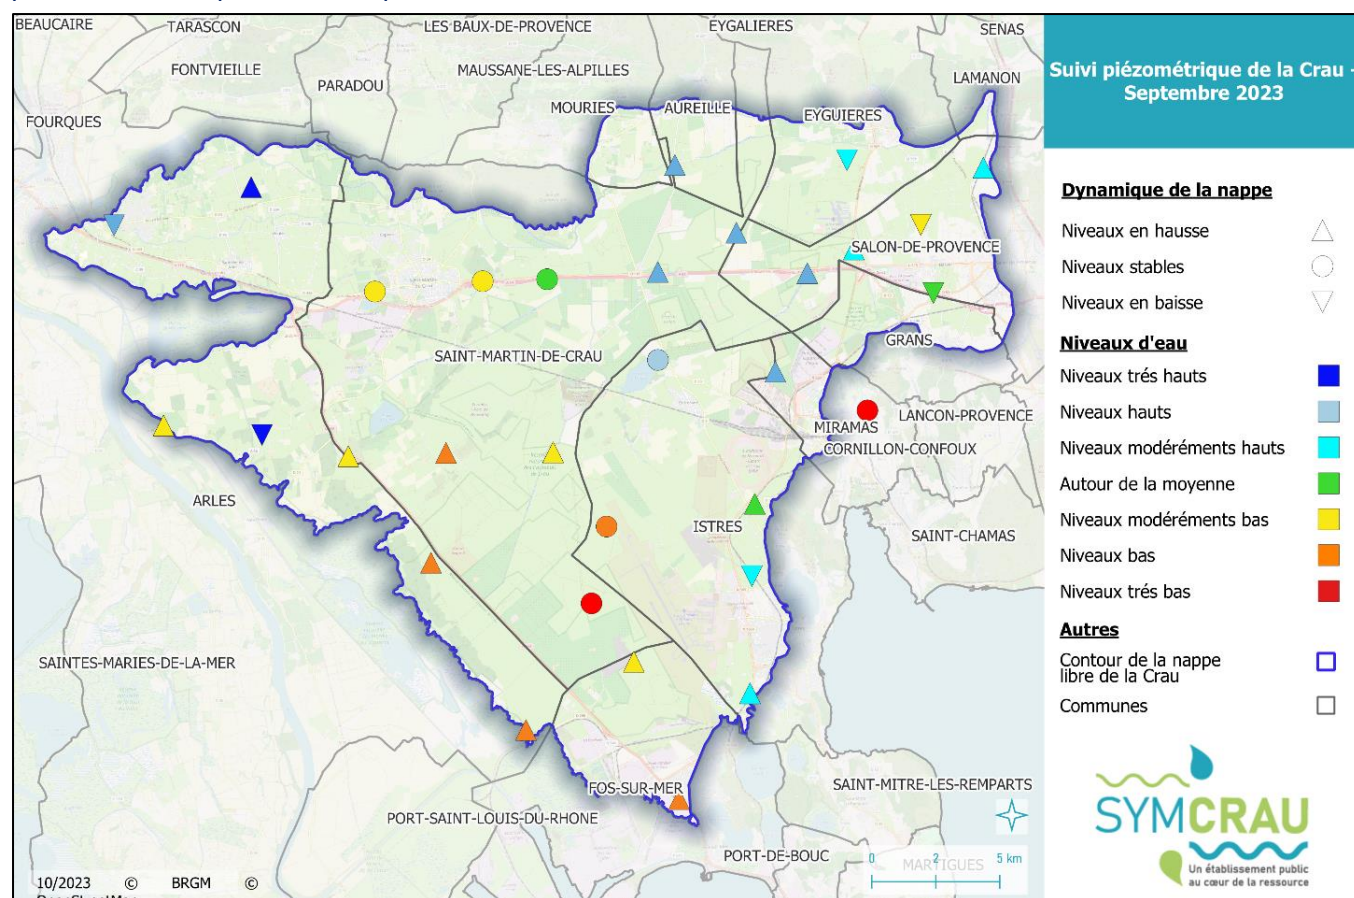 BEAUCAIRE
TARASCON
LES BAUX-DE-PROVENCE
EYGALIERES
SENAS
FONTVIEILLE
MAUSSANE-LES-ALPILLES
LAMANON
PARADOU
MOURIES
AUREILLE
EYGUIERES
FOURQUES
SALON-DE-PROVENCE
GRANS
SAINT-MARTIN-DE-CRAU
LANCON-PROVENCE
MIRAMAS
CORNILLON-CONFOUX
ARLES
ISTRES
SAINT-CHAMAS
SAINTES-MARIES-DE-LA-MER
FOS-SUR-MER
SAINT-MITRE-LES-REMPARTS
PORT-SAINT-LOUIS-DU-RHONE
PORT-DE-BOUC
MARTIGUES
0 2 5 km
10/2023 © BRGM ©
Suivi piézométrique de la Crau -
Septembre 2023
Dynamique de la nappe
Niveaux en hausse
Niveaux stables
Niveaux en baisse
Niveaux d'eau
Niveaux trés hauts
Niveaux hauts
Niveaux modéréments hauts
Autour de la moyenne
Niveaux modéréments bas
Niveaux bas
Niveaux trés bas
Autres
Contour de la nappe
libre de la Crau
Communes
SYMCRAU
Un établissement public
au cœur de la ressource